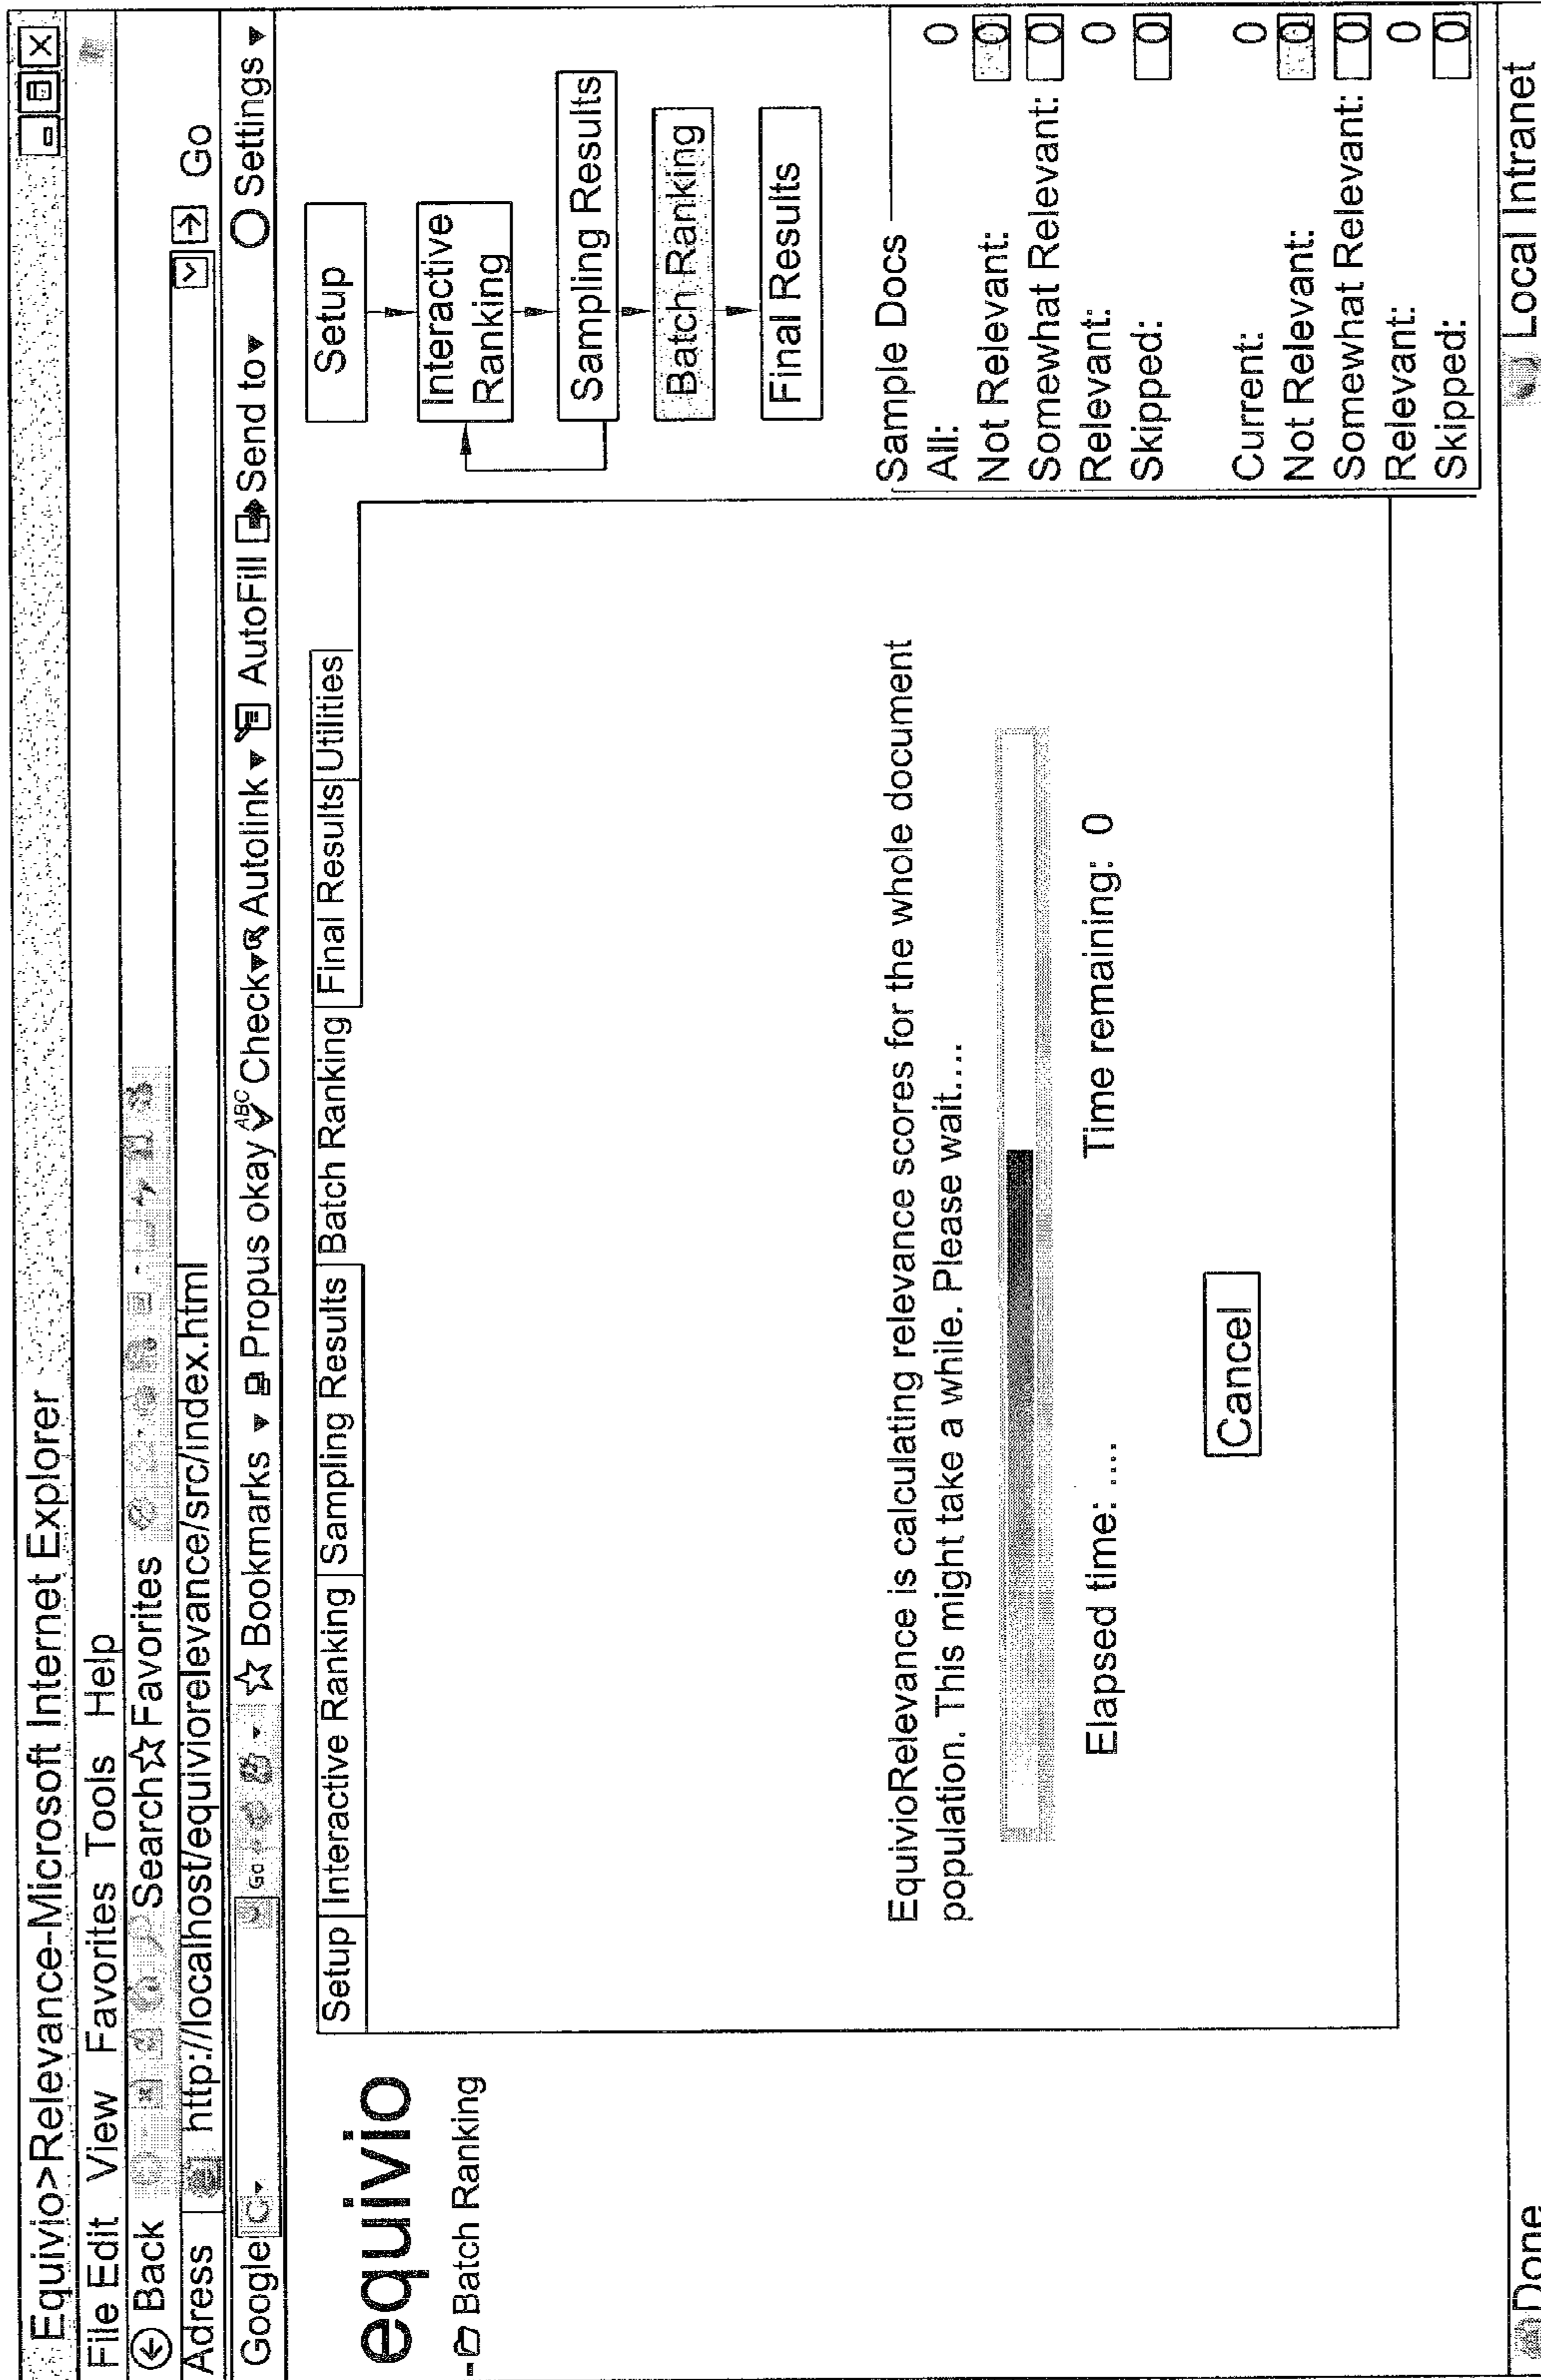 Equivio>Relevance-Microsoft Internet Explorer
File Edit View Favorites Tools Help
Back Search Favorites
Adress http://localhost/equiviorelevance/src/index.html Go
Google G Go Bookmarks Propus okay ABC Check Autolink AutoFill Send to Settings
equivio
- Batch Ranking
Setup Interactive Ranking Sampling Results Batch Ranking Final Results Utilities
EquivioRelevance is calculating relevance scores for the whole document
population. This might take a while. Please wait....
Elapsed time: .... Time remaining: 0
Cancel
Setup
Interactive
Ranking
Sampling Results
Batch Ranking
Final Results
Sample Docs
All: 0
Not Relevant: 0
Somewhat Relevant: 0
Relevant: 0
Skipped: 0
Current: 0
Not Relevant: 0
Somewhat Relevant: 0
Relevant: 0
Skipped: 0
Done Local Intranet